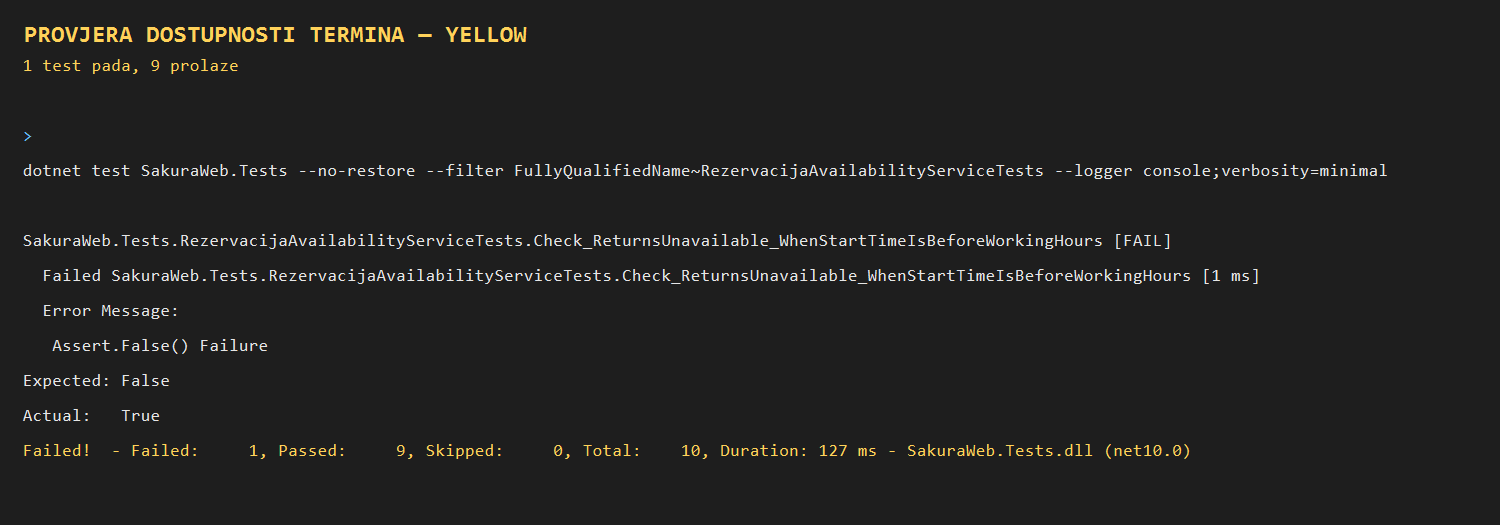 PROVJERA DOSTUPNOSTI TERMINA — YELLOW
1 test pada, 9 prolaze
>
dotnet test SakuraWeb.Tests --no-restore --filter FullyQualifiedName~RezervacijaAvailabilityServiceTests --logger console;verbosity=minimal
SakuraWeb.Tests.RezervacijaAvailabilityServiceTests.Check_ReturnsUnavailable_WhenStartTimeIsBeforeWorkingHours [FAIL]
  Failed SakuraWeb.Tests.RezervacijaAvailabilityServiceTests.Check_ReturnsUnavailable_WhenStartTimeIsBeforeWorkingHours [1 ms]
  Error Message:
   Assert.False() Failure
Expected: False
Actual:   True
Failed!  - Failed:     1, Passed:     9, Skipped:     0, Total:    10, Duration: 127 ms - SakuraWeb.Tests.dll (net10.0)